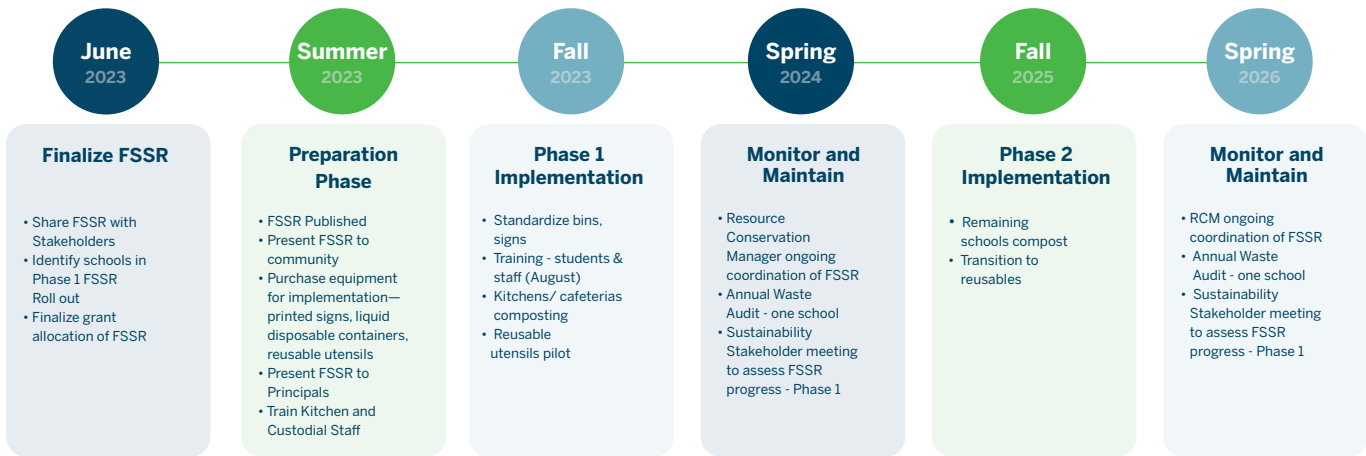 June
2023
Finalize FSSR
• Share FSSR with
Stakeholders
• Identify schools in
Phase 1 FSSR
Roll out
• Finalize grant
allocation of FSSR
Summer
2023
Preparation
Phase
• FSSR Published
• Present FSSR to
community
• Purchase equipment
for implementation—
printed signs, liquid
disposable containers,
reusable utensils
• Present FSSR to
Principals
• Train Kitchen and
Custodial Staff
Fall
2023
Phase 1
Implementation
• Standardize bins,
signs
• Training - students &
staff (August)
• Kitchens/ cafeterias
composting
• Reusable
utensils pilot
Spring
2024
Monitor and
Maintain
• Resource
Conservation
Manager ongoing
coordination of FSSR
• Annual Waste
Audit - one school
• Sustainability
Stakeholder meeting
to assess FSSR
progress - Phase 1
Fall
2025
Phase 2
Implementation
• Remaining
schools compost
• Transition to
reusables
Spring
2026
Monitor and
Maintain
• RCM ongoing
coordination of FSSR
• Annual Waste
Audit - one school
• Sustainability
Stakeholder meeting
to assess FSSR
progress - Phase 1